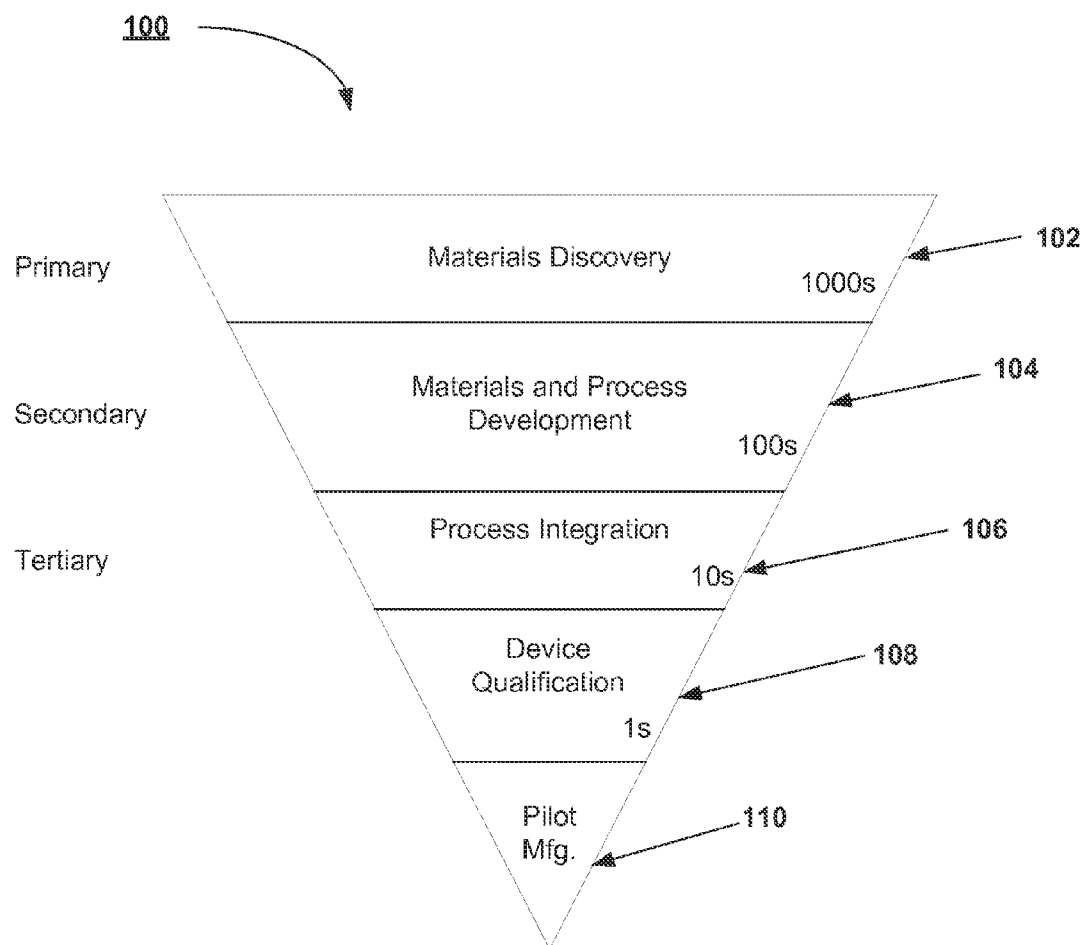 100
Primary
Materials Discovery
1000s
102
Secondary
Materials and Process
Development
100s
104
Tertiary
Process Integration
10s
106
Device
Qualification
1s
108
Pilot
Mfg.
110